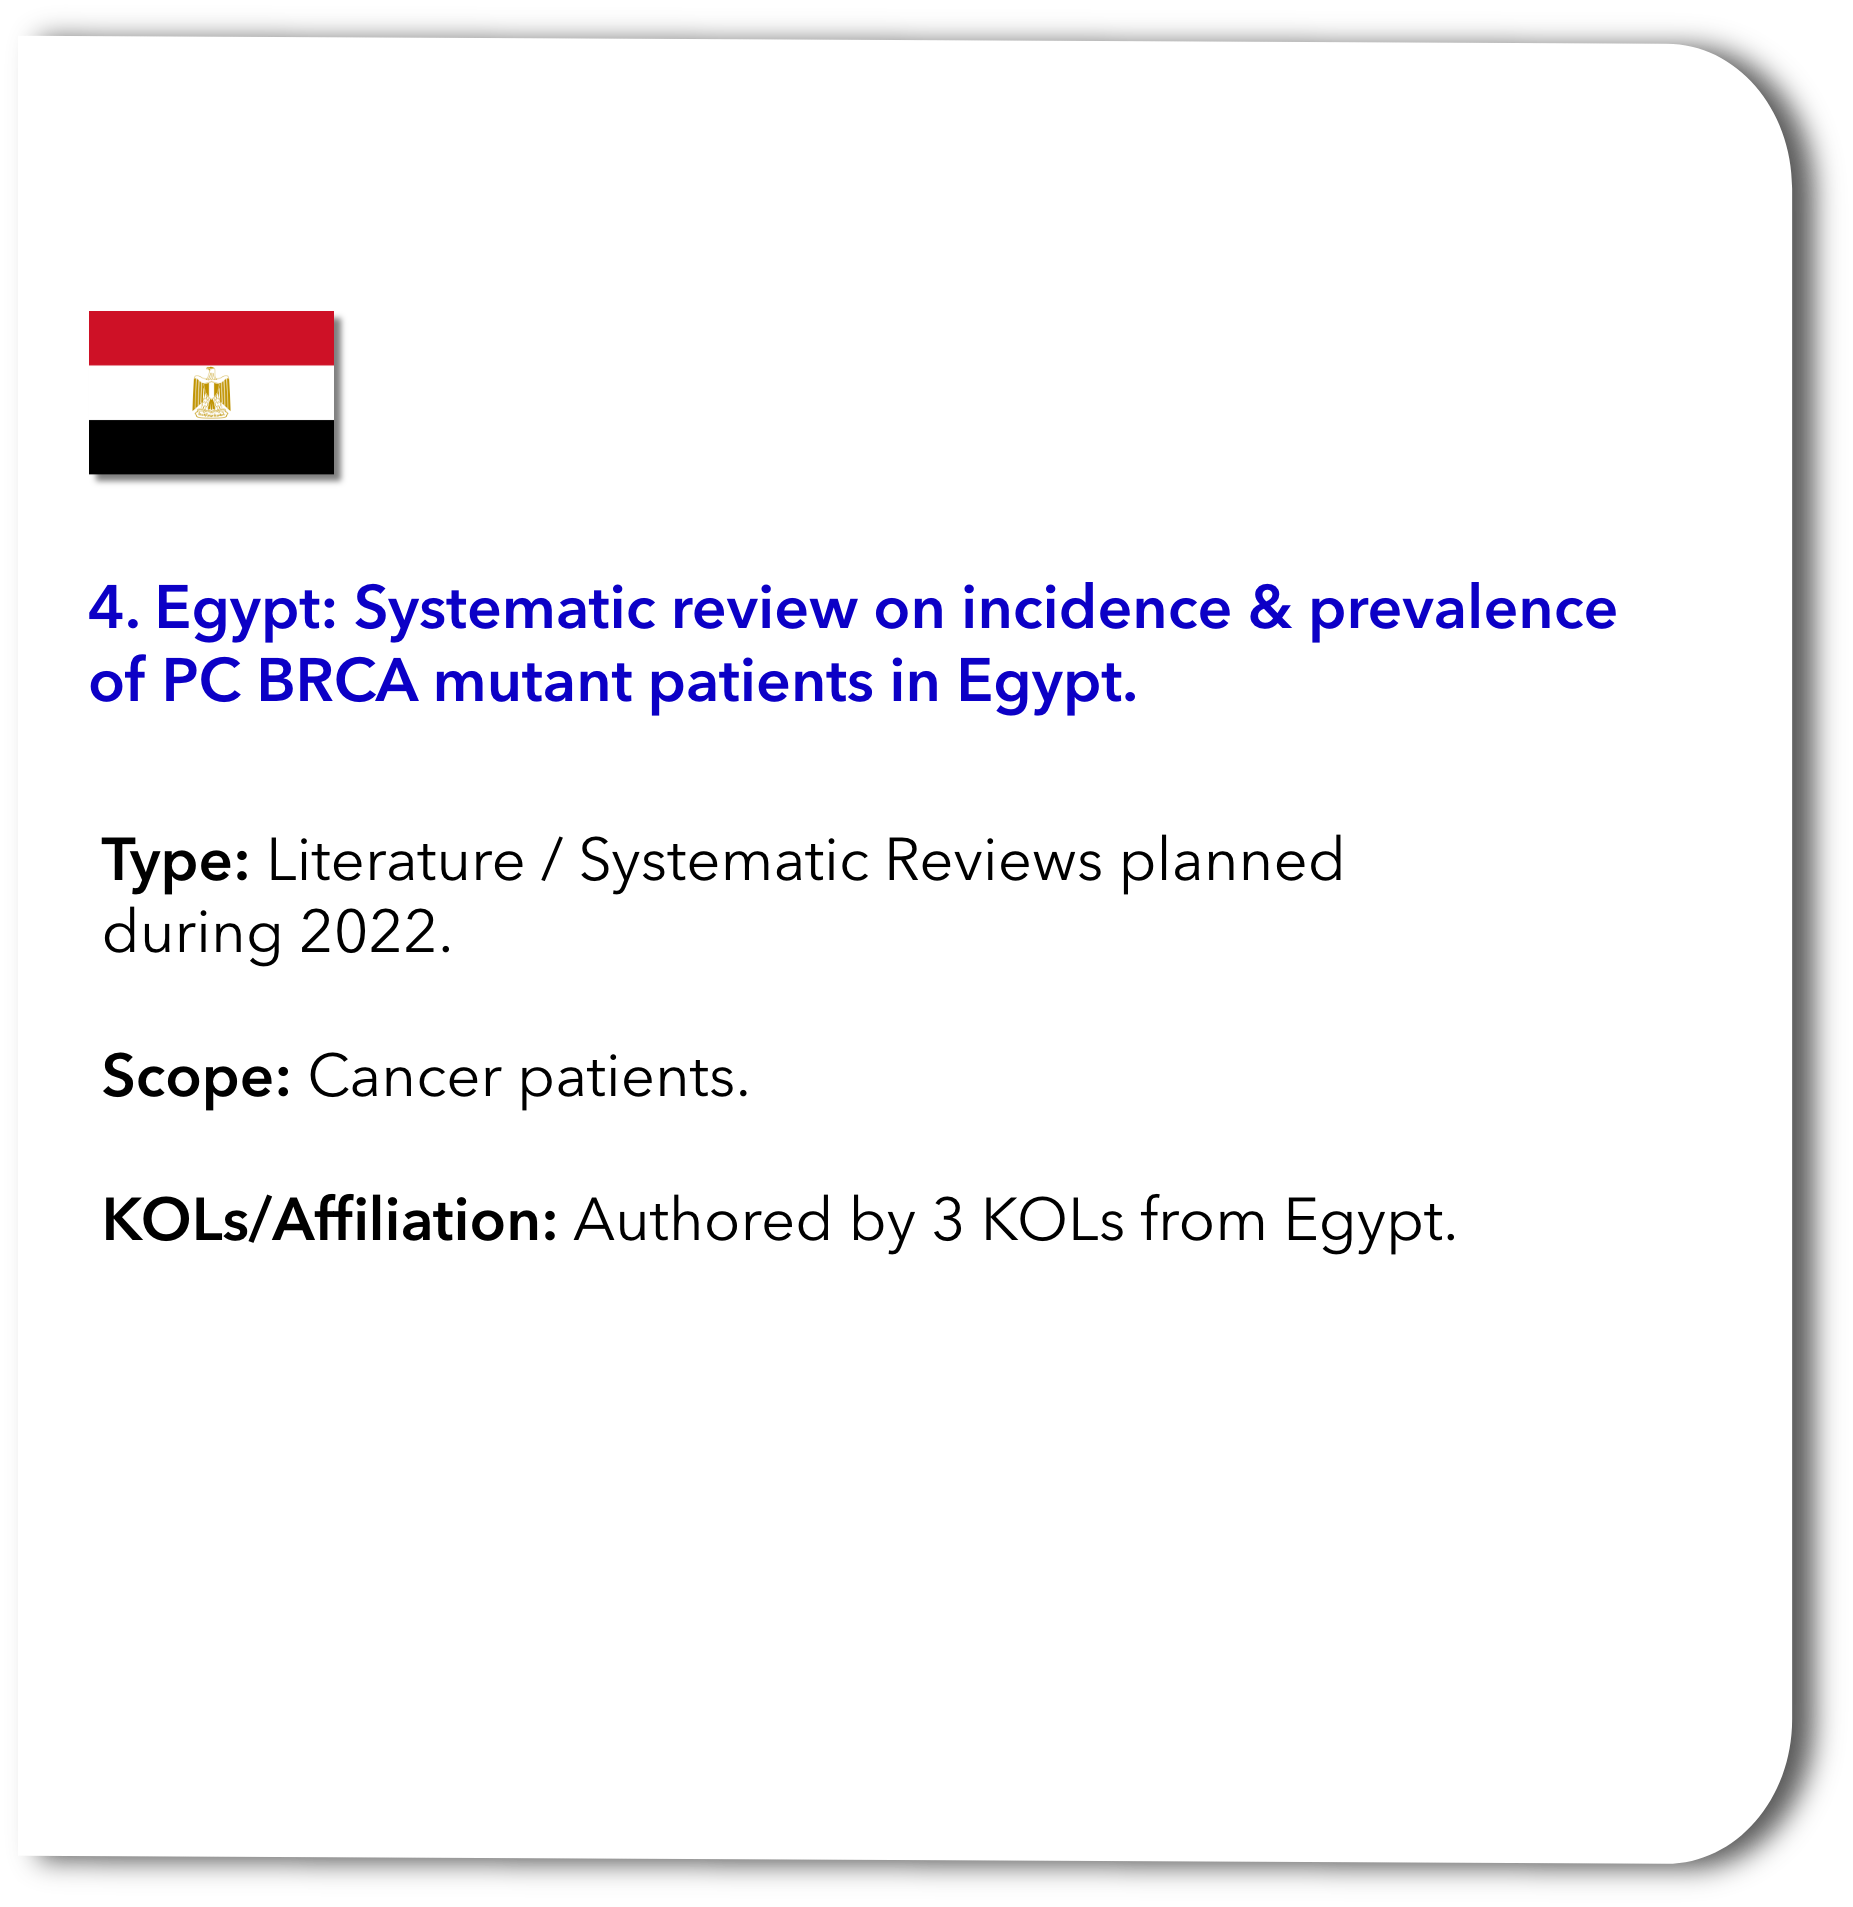 4. Egypt: Systematic review on incidence & prevalence
of PC BRCA mutant patients in Egypt.
Type: Literature / Systematic Reviews planned
during 2022.
Scope: Cancer patients.
KOLs/Affiliation: Authored by 3 KOLs from Egypt.